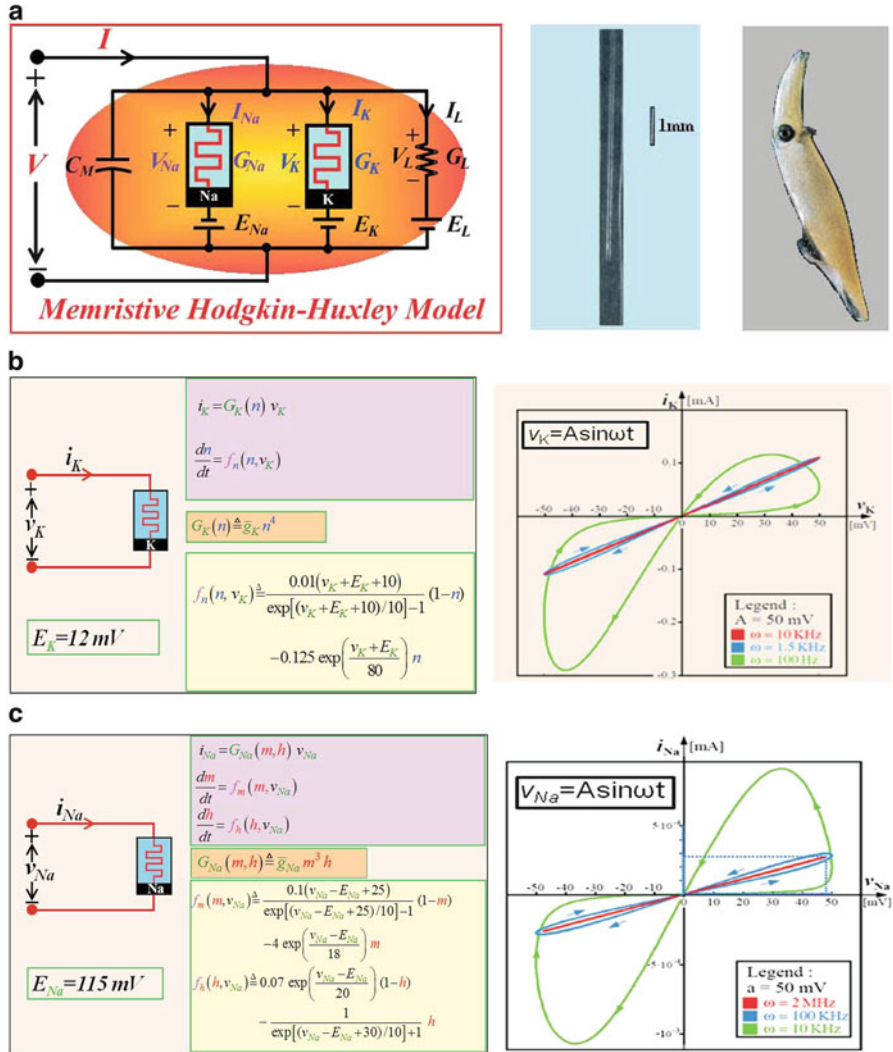 a
I
+
V
−
C_M
I_Na
I_K
I_L
+
V_Na
G_Na
Na
−
E_Na
+
V_K
G_K
K
−
E_K
+
V_L
G_L
−
E_L
Memristive Hodgkin-Huxley Model
1mm
b
i_K
+
v_K
−
K
E_K=12 mV
i_K=G_K(n) v_K
dn/dt=f_n(n,v_K)
G_K(n)≜ḡ_K n^4
f_n(n, v_K)≜ 0.01(v_K+E_K+10) / exp[(v_K+E_K+10)/10]−1 (1−n)
−0.125 exp((v_K+E_K)/80) n
i_K [mA]
v_K=Asinωt
0.1
-50 -40 -30 -20 -10 0 10 20 30 40 50
v_K
[mV]
-0.1
-0.2
-0.3
Legend :
A = 50 mV
ω = 10 KHz
ω = 1.5 KHz
ω = 100 Hz
c
i_Na
+
v_Na
−
Na
E_Na=115 mV
i_Na=G_Na(m,h) v_Na
dm/dt=f_m(m,v_Na)
dh/dt=f_h(h,v_Na)
G_Na(m,h)≜ḡ_Na m^3 h
f_m(m,v_Na)≜ 0.1(v_Na−E_Na+25) / exp[(v_Na−E_Na+25)/10]−1 (1−m)
−4 exp((v_Na−E_Na)/18) m
f_h(h,v_Na)≜0.07 exp((v_Na−E_Na)/20) (1−h)
− 1 / exp[(v_Na−E_Na+30)/10]+1 h
i_Na [mA]
v_Na=Asinωt
-50 -40 -30 -20 -10 0 10 20 30 40 50
v_Na
[mV]
Legend :
a = 50 mV
ω = 2 MHz
ω = 100 KHz
ω = 10 KHz